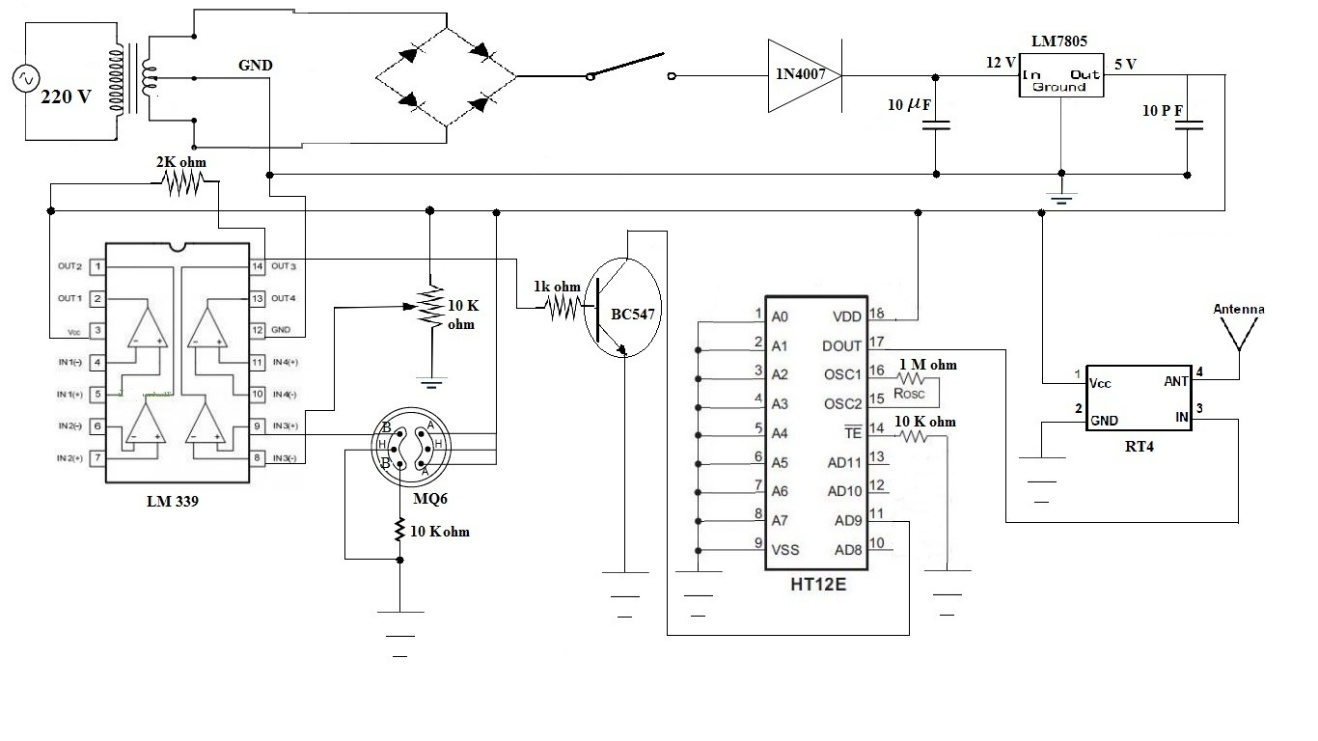 220 V
GND
1N4007
LM7805
12 V
In Out
Ground
5 V
10 µF
10 P F
2K ohm
OUT2 1
OUT1 2
Vcc 3
IN1(-) 4
IN1(+) 5
IN2(-) 6
IN2(+) 7
14 OUT3
13 OUT4
12 GND
11 IN4(+)
10 IN4(-)
9 IN3(+)
8 IN3(-)
- +
- +
- +
- +
LM 339
10 K
ohm
B A
H H
B A
MQ6
10 K ohm
1k ohm
BC547
1 A0
2 A1
3 A2
4 A3
5 A4
6 A5
7 A6
8 A7
9 VSS
VDD 18
DOUT 17
OSC1 16
OSC2 15
TE 14
AD11 13
AD10 12
AD9 11
AD8 10
HT12E
1 M ohm
ROSC
10 K ohm
Antenna
1 Vcc
2 GND
ANT 4
IN 3
RT4